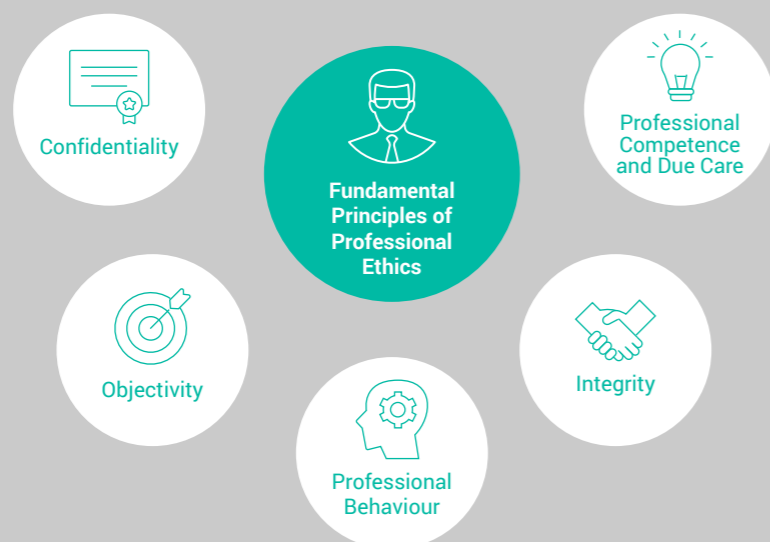 Confidentiality
Fundamental
Principles of
Professional
Ethics
Professional
Competence
and Due Care
Objectivity
Integrity
Professional
Behaviour